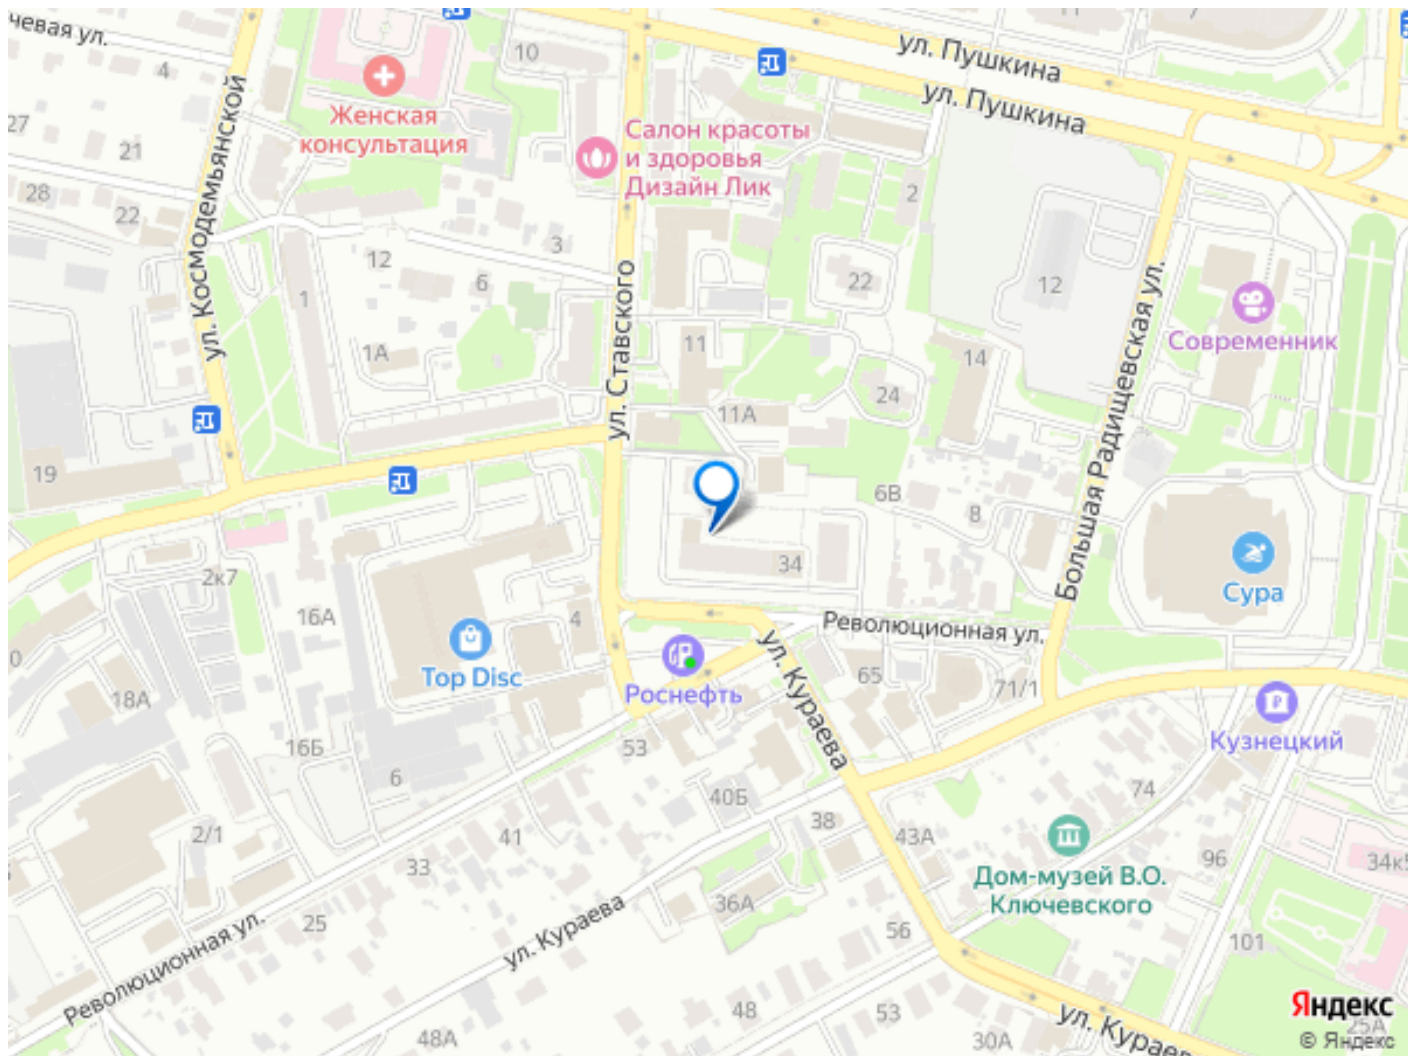 чевая ул.
4
10
ул. Пушкина
ул. Пушкина
Женская
консультация
Салон красоты
и здоровья
Дизайн Лик
27
21
28
22
ул. Космодемьянской
2
3
12
6
1
1А
ул. Ставского
22
12
Большая Радищевская ул.
Современник
11
14
24
11А
19
6В
8
34
Сура
2к7
16А
4
Top Disc
Революционная ул.
Роснефть
ул. Кураева
65
71/1
18А
16Б
53
6
Кузнецкий
40Б
74
38
43А
2/1
41
33
96
34к5
Дом-музей В.О.
Ключевского
36А
25
ул. Кураева
56
101
Революционная ул.
48
53
48А
30А
ул. Кураев
25А
Яндекс
© Яндекс